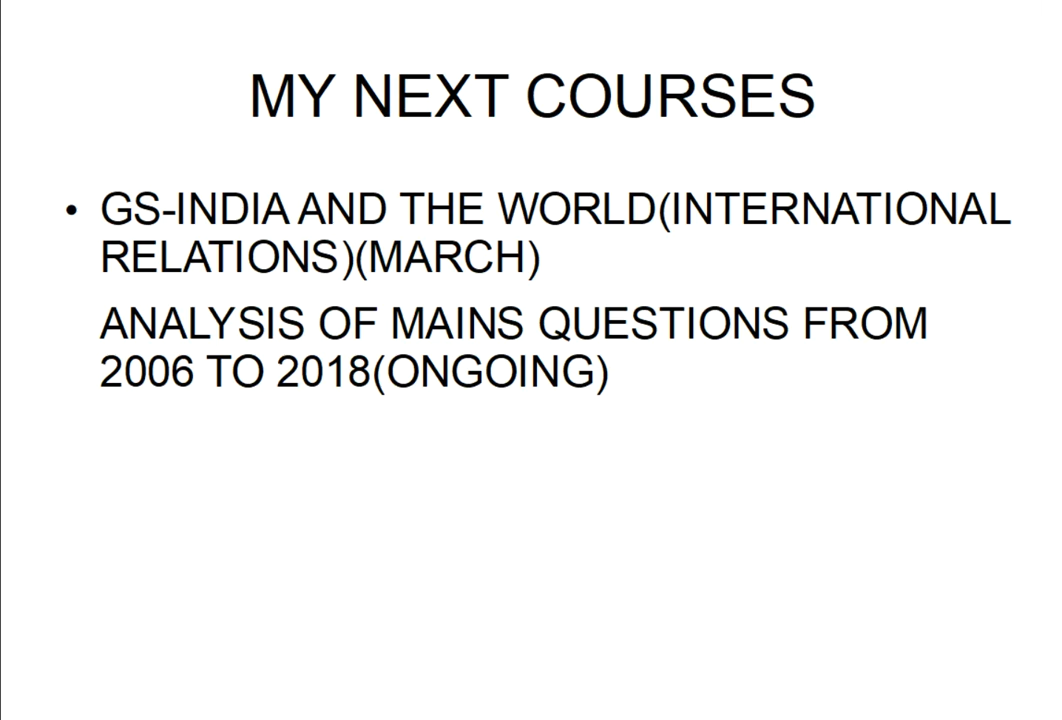 MY NEXT COURSES
• GS-INDIA AND THE WORLD(INTERNATIONAL
RELATIONS)(MARCH)
ANALYSIS OF MAINS QUESTIONS FROM
2006 TO 2018(ONGOING)